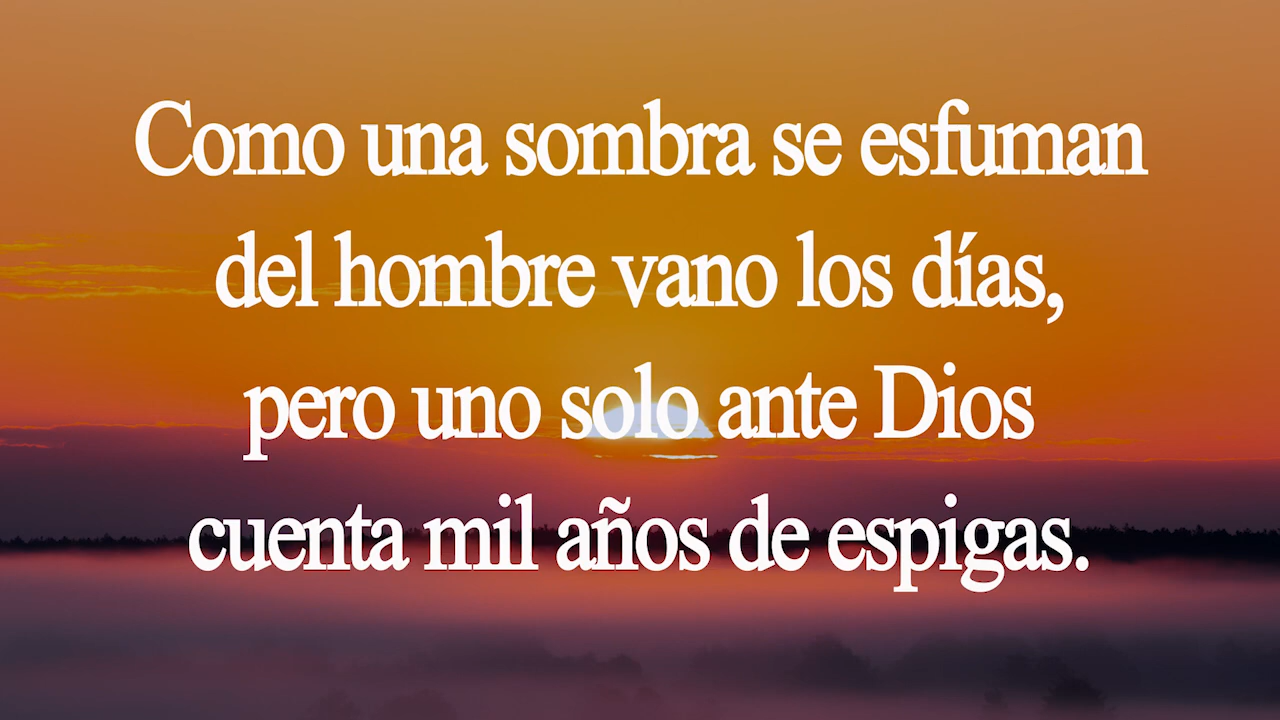 Como una sombra se esfuman
del hombre vano los días,
pero uno solo ante Dios
cuenta mil años de espigas.